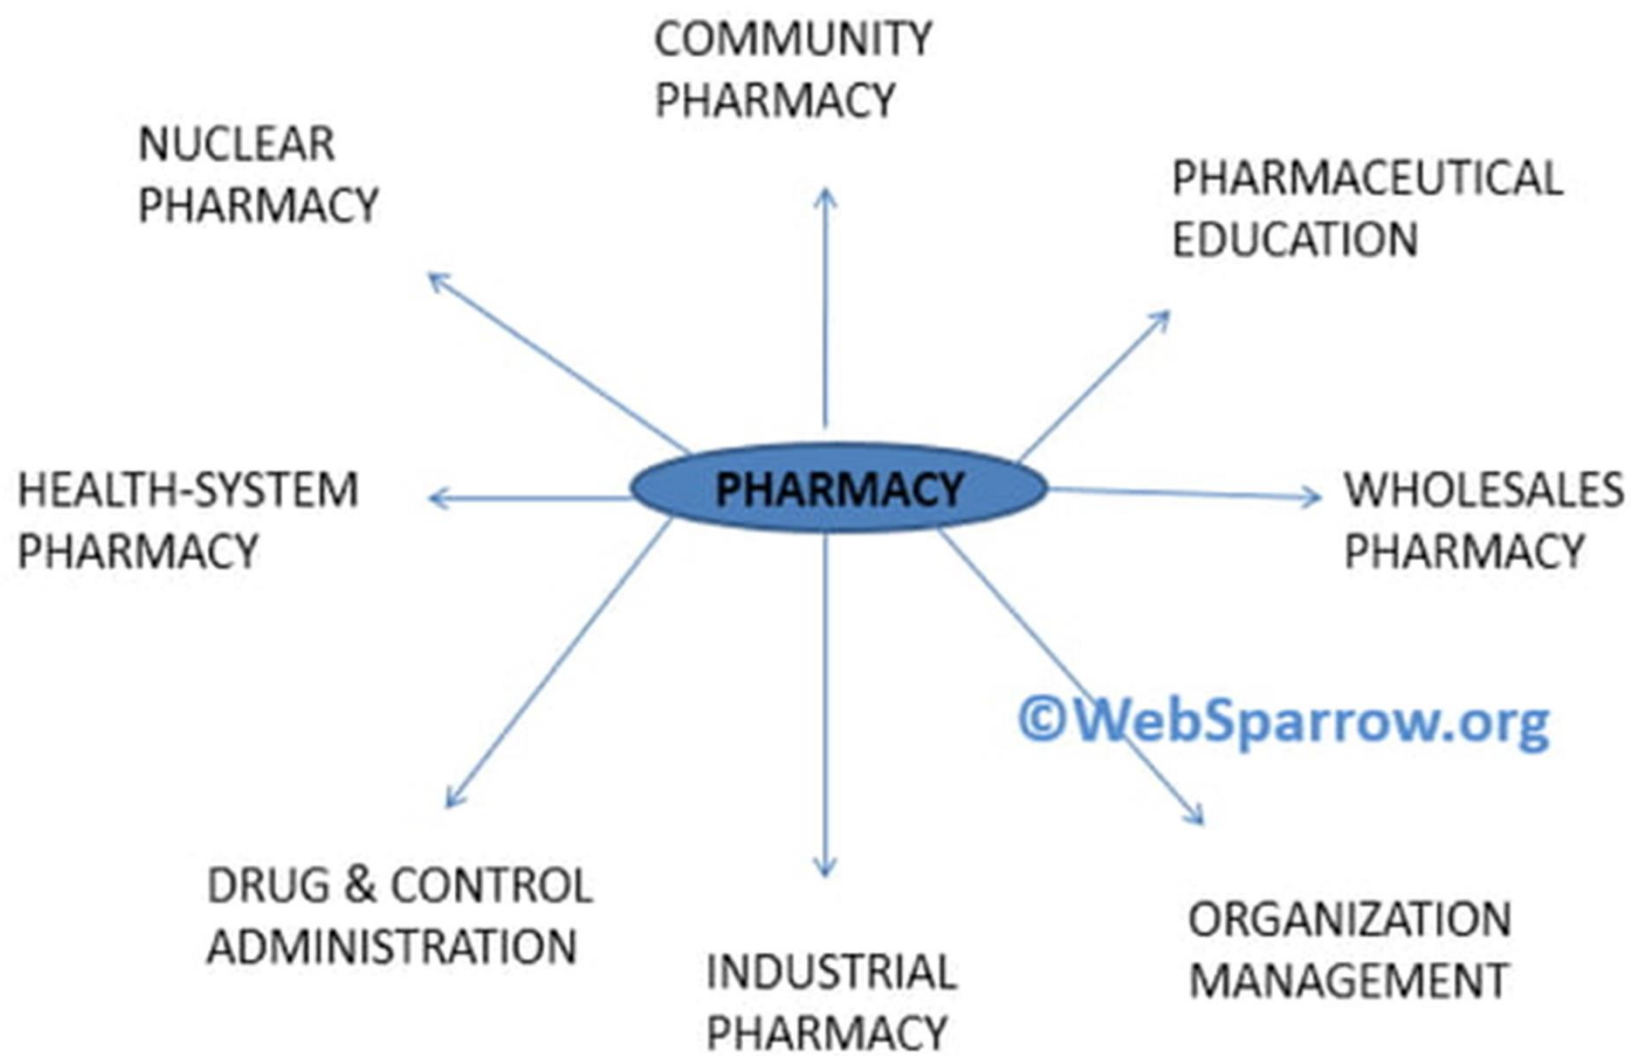 COMMUNITY
PHARMACY
NUCLEAR
PHARMACY
PHARMACEUTICAL
EDUCATION
HEALTH-SYSTEM
PHARMACY
PHARMACY
WHOLESALES
PHARMACY
©WebSparrow.org
DRUG & CONTROL
ADMINISTRATION
INDUSTRIAL
PHARMACY
ORGANIZATION
MANAGEMENT